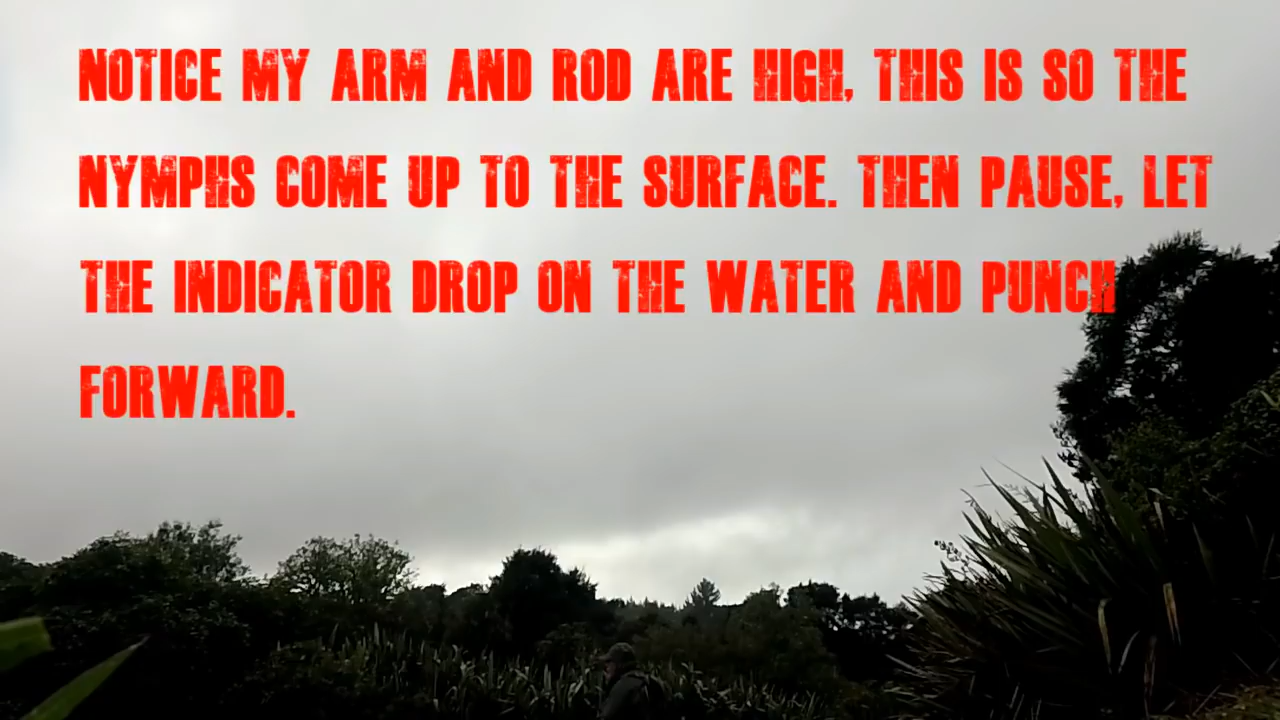 NOTICE MY ARM AND ROD ARE HIGH, THIS IS SO THE
NYMPHS COME UP TO THE SURFACE. THEN PAUSE, LET
THE INDICATOR DROP ON THE WATER AND PUNCH
FORWARD.